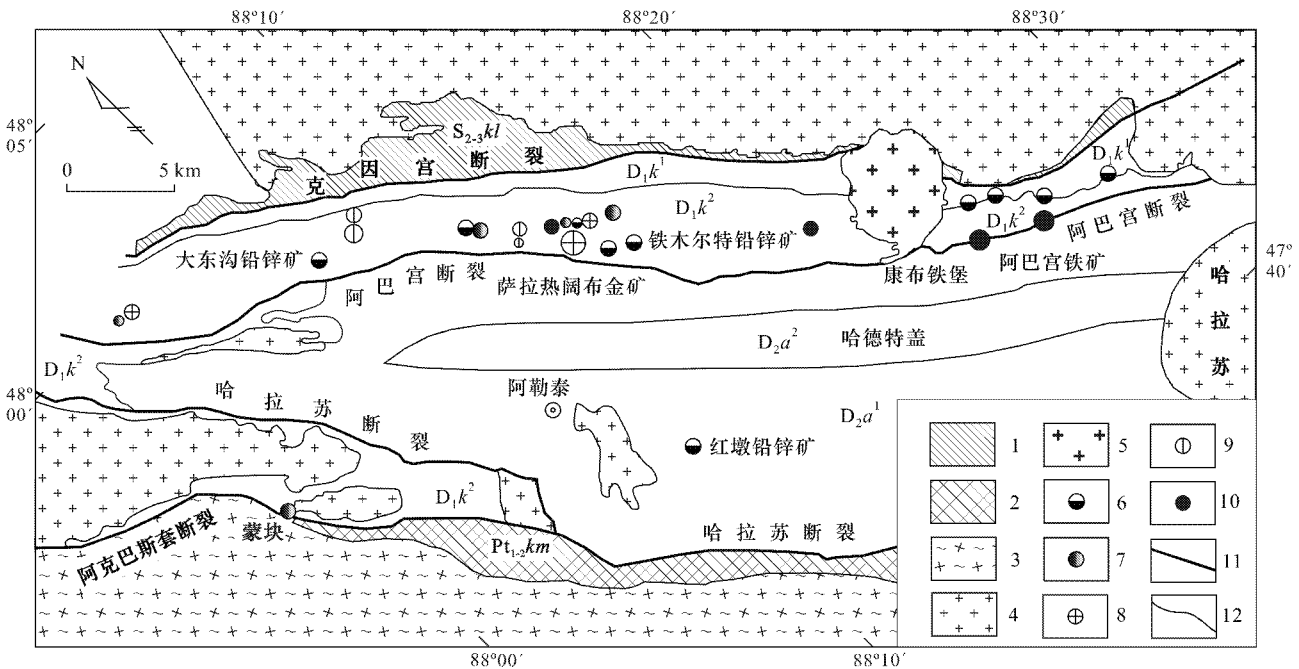 88°10′
88°20′
88°30′
N
48°
05′
0
5 km
S₂₋₃kl
克因宫断裂
D₁k¹
D₁k¹
D₁k²
D₁k²
阿巴宫断裂
铁木尔特铅锌矿
大东沟铅锌矿
阿巴宫断裂
萨拉热阔布金矿
康布铁堡
阿巴宫铁矿
47°
40′
哈拉苏
D₂a²
哈德特盖
D₁k²
48°
00′
哈拉苏断裂
阿勒泰
D₂a¹
红墩铅锌矿
D₁k²
阿克巴斯套断裂
蒙块
Pt₁₋₂km
哈拉苏断裂
1
5
9
2
6
10
3
7
11
4
8
12
88°00′
88°10′